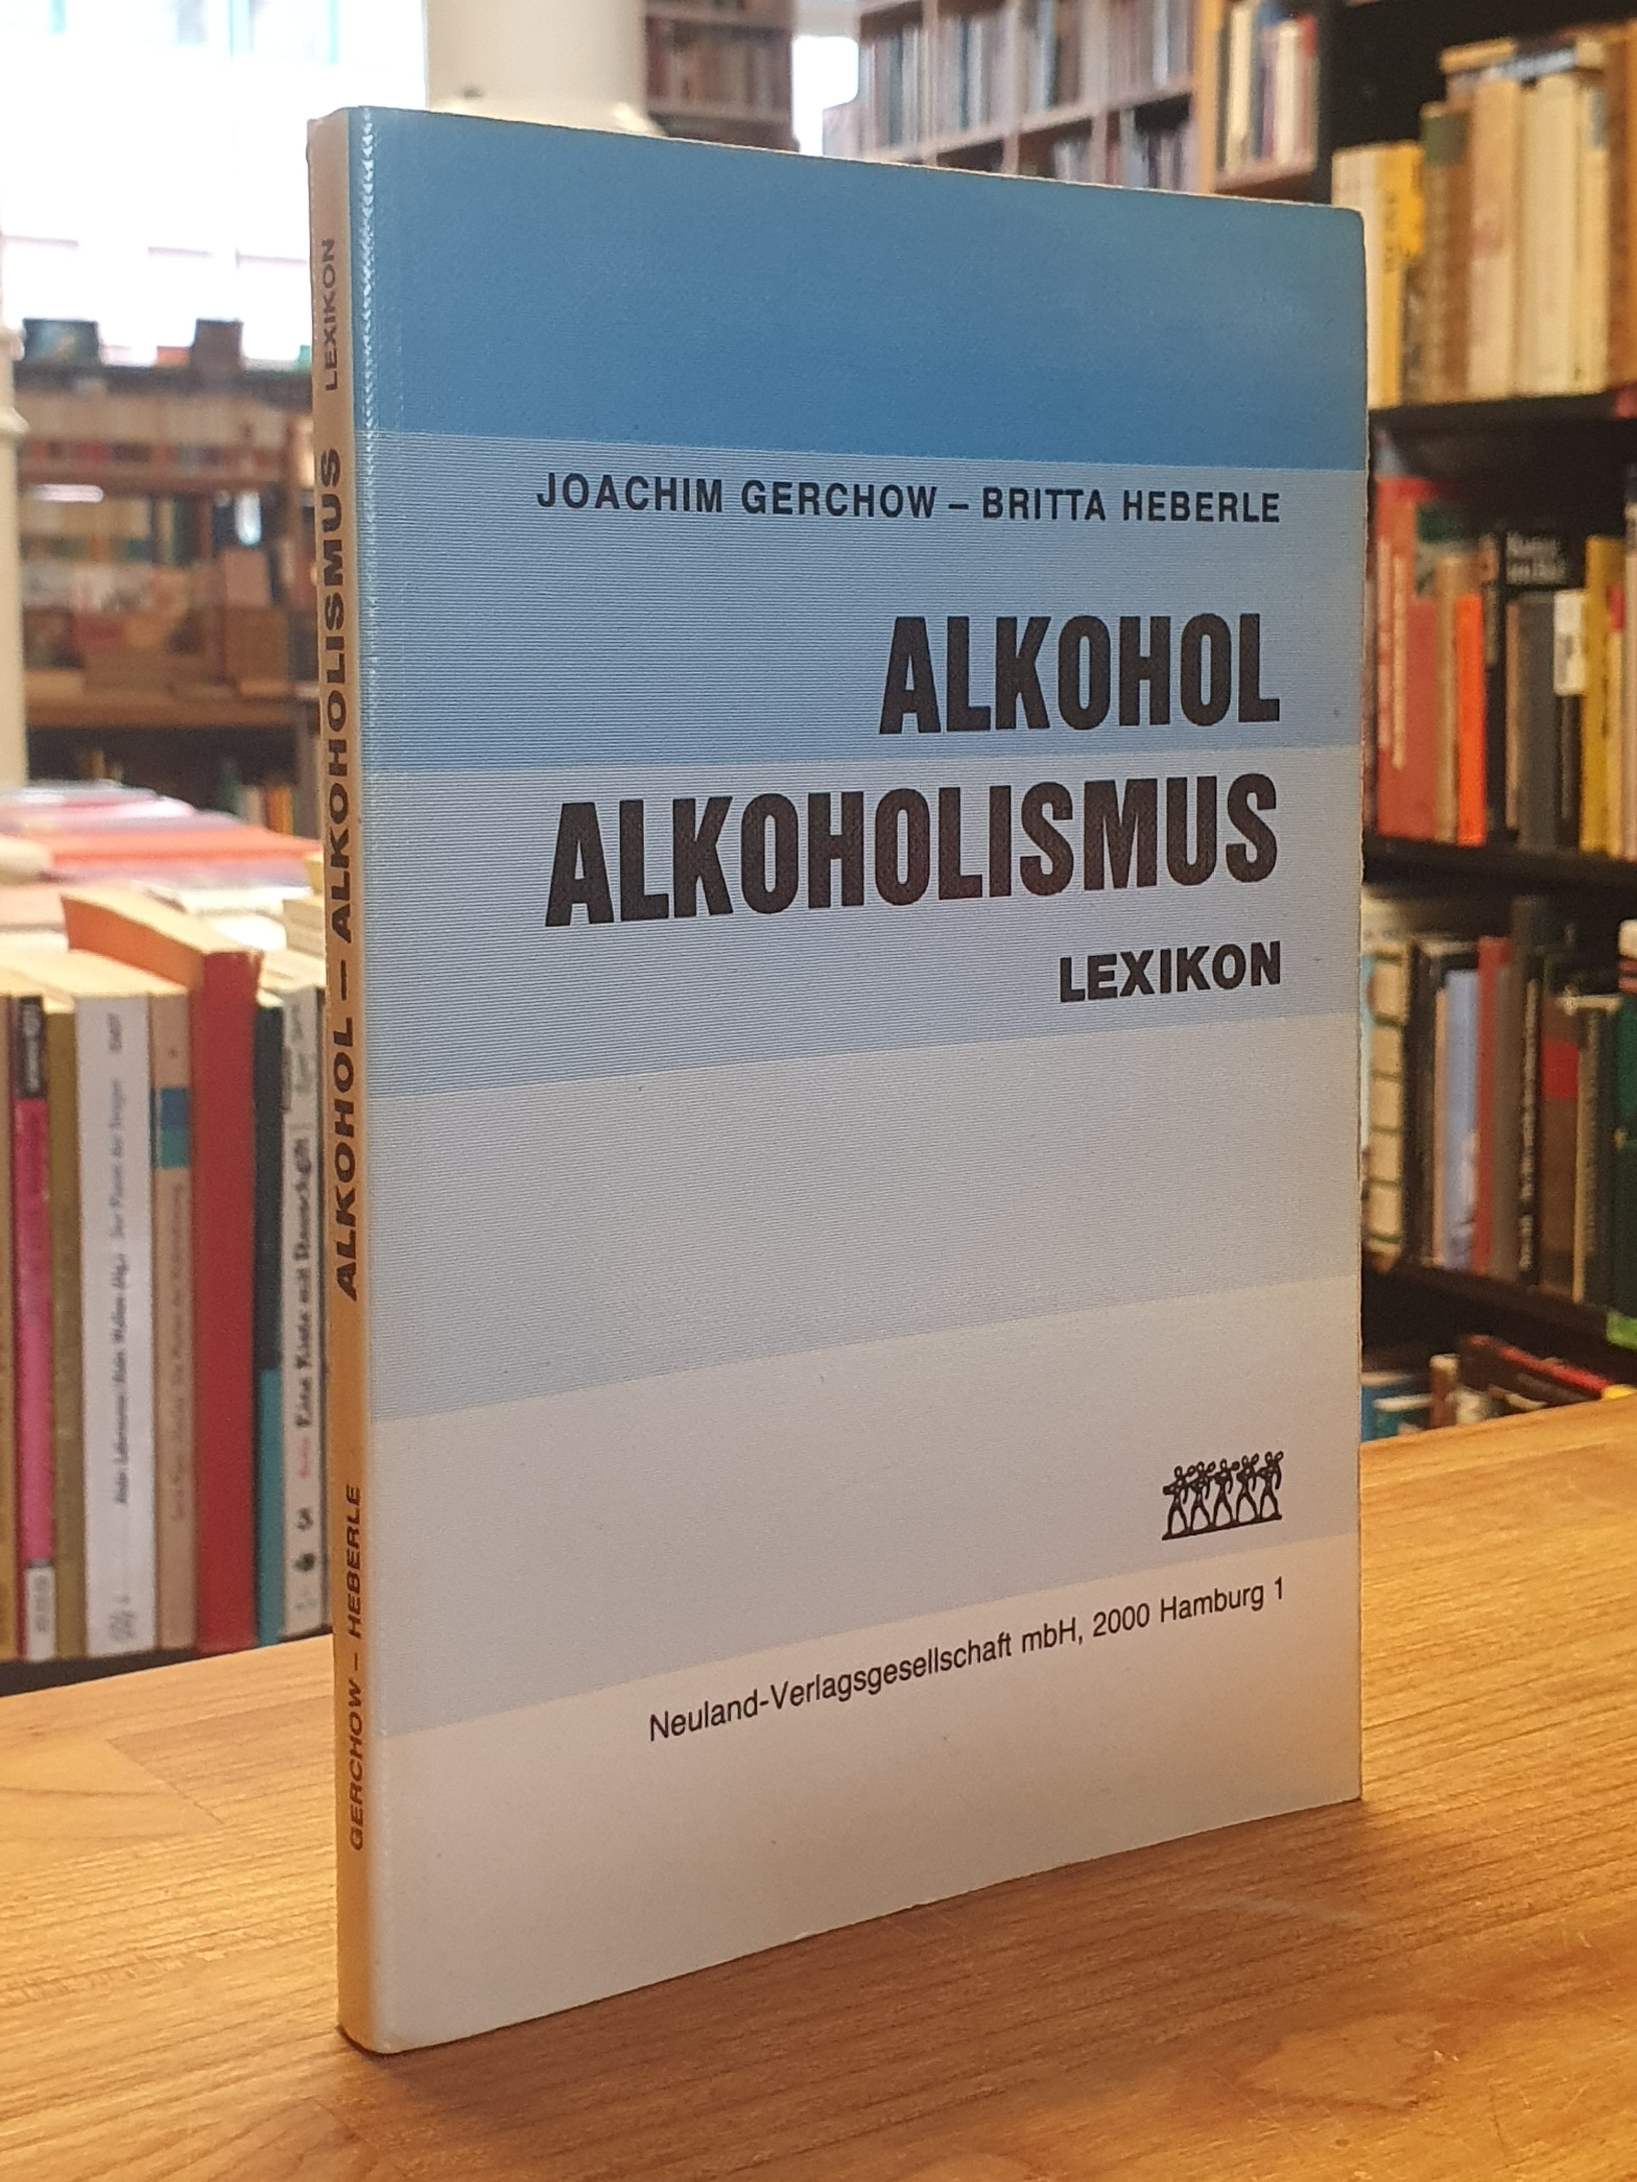 JOACHIM GERCHOW – BRITTA HEBERLE
ALKOHOL
ALKOHOLISMUS
LEXIKON
Neuland-Verlagsgesellschaft mbH, 2000 Hamburg 1
GERCHOW – HEBERLE ALKOHOL – ALKOHOLISMUS LEXIKON